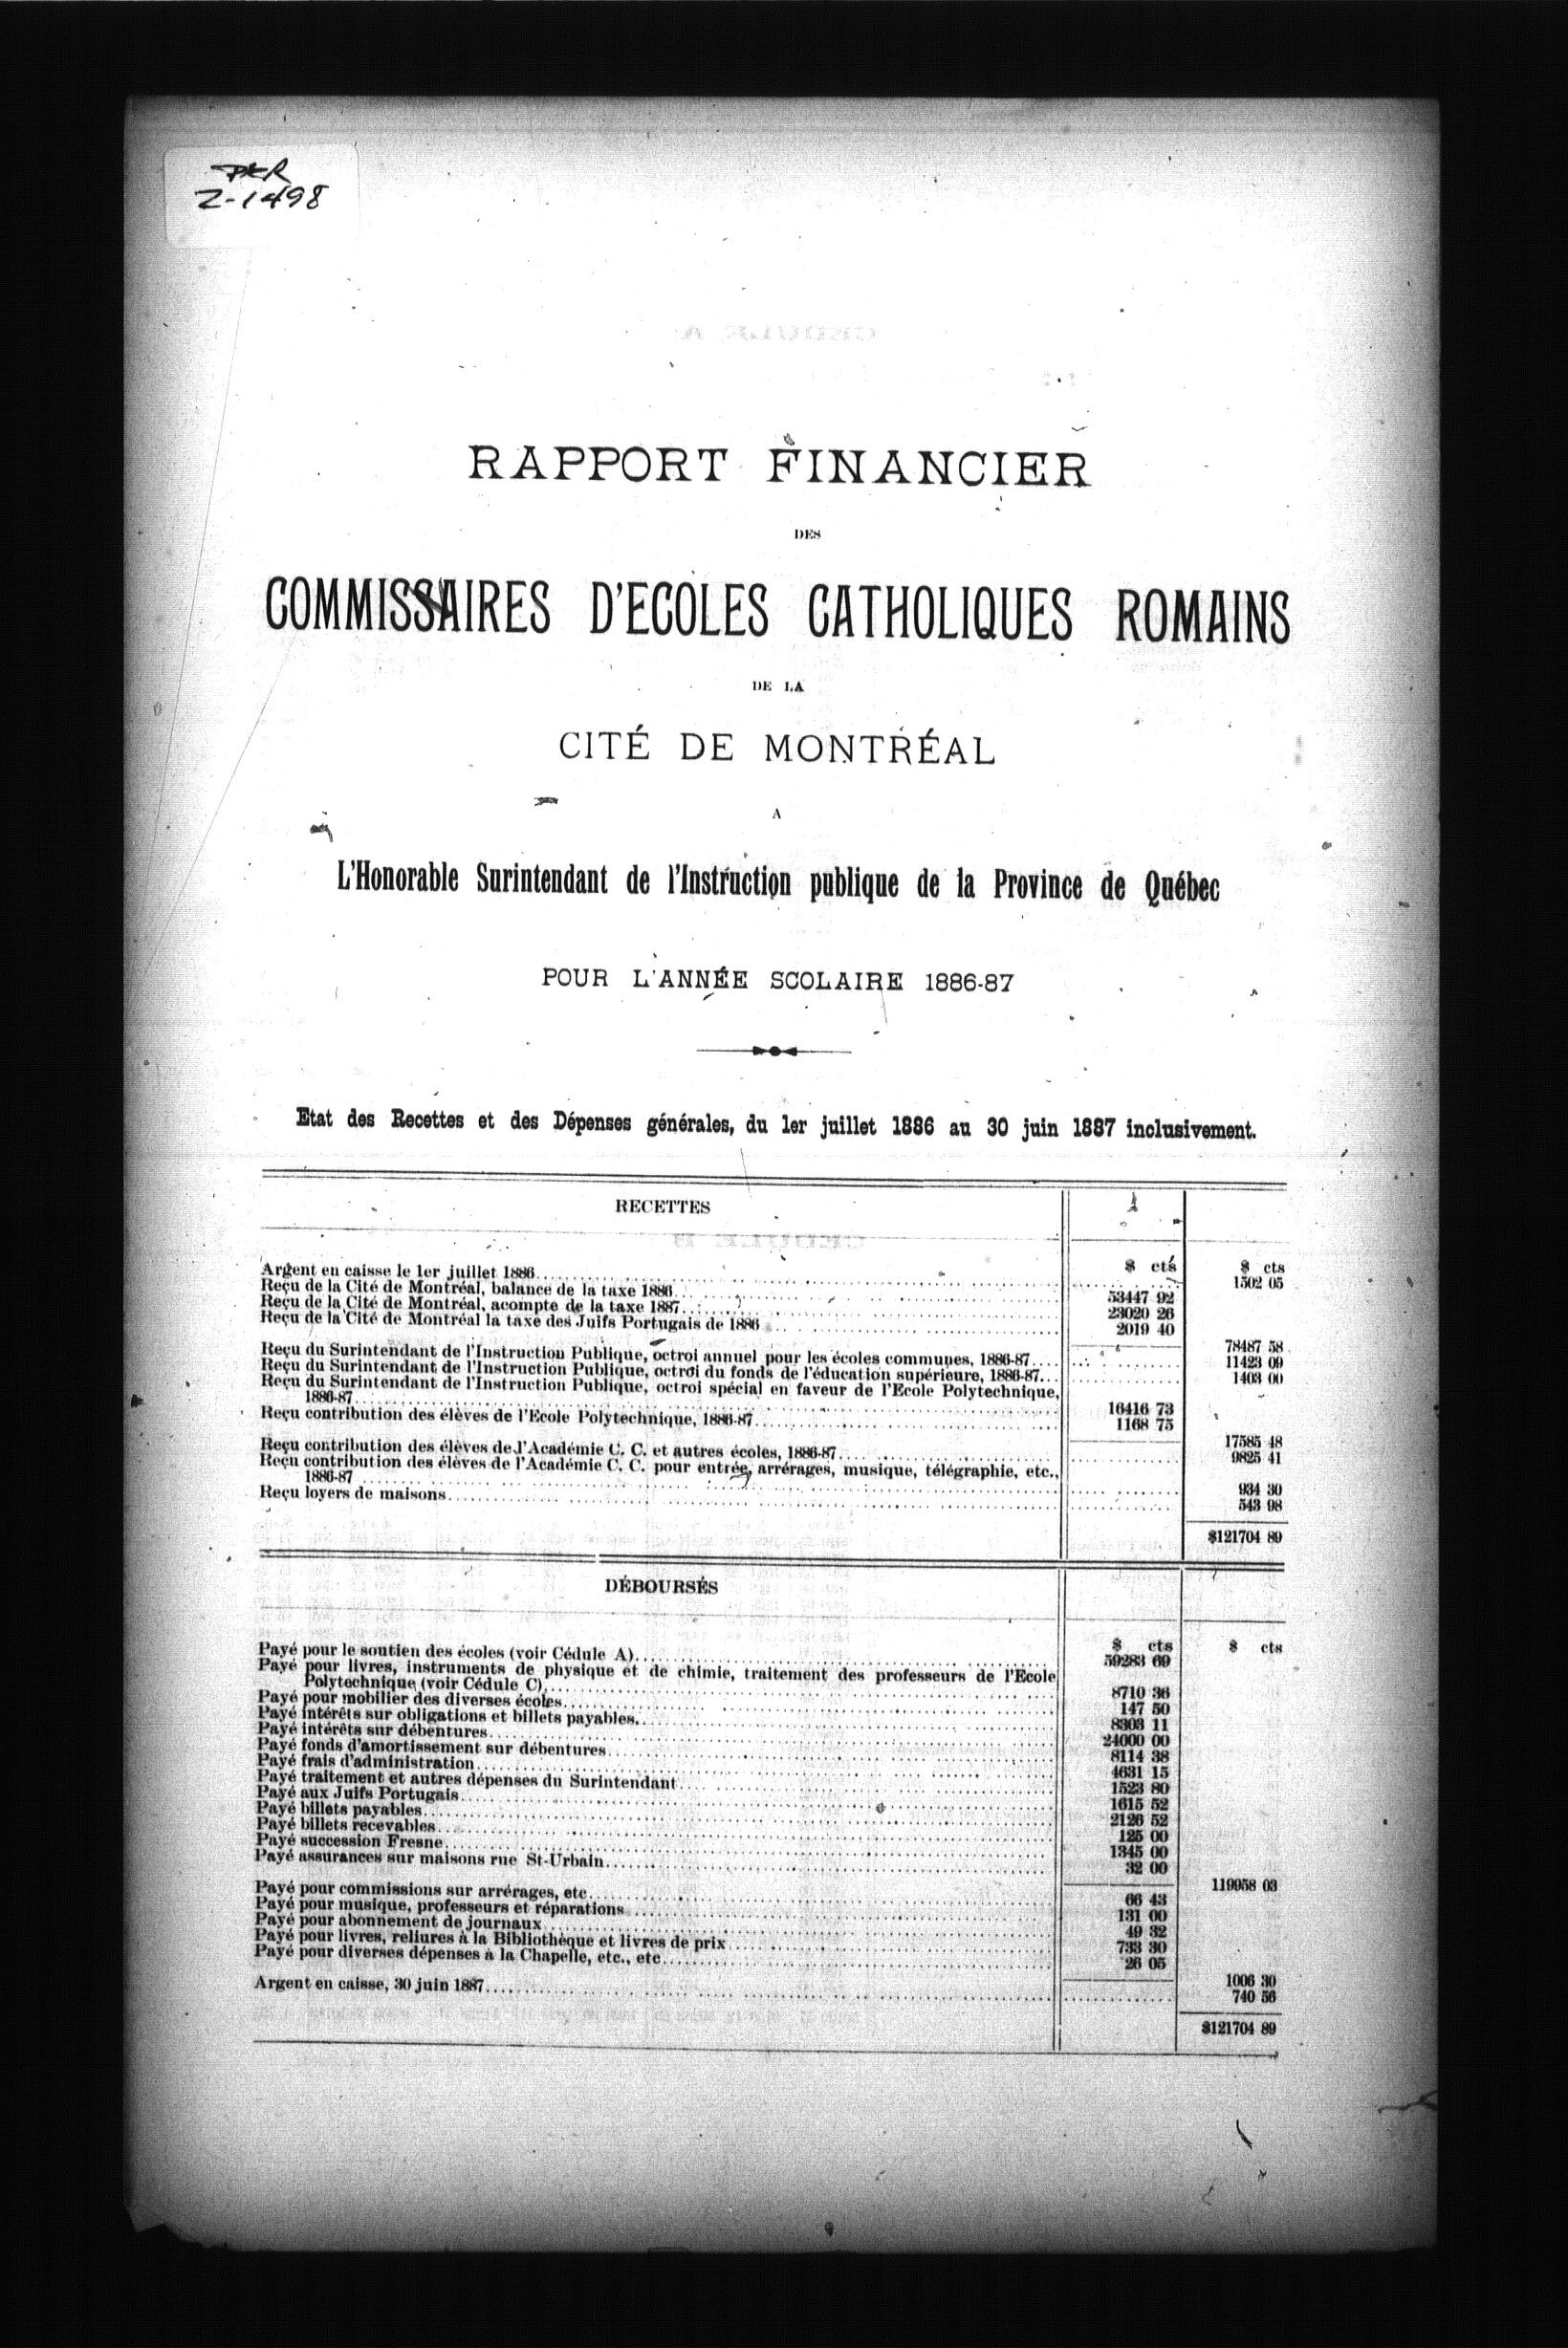 PER
Z-1498
RAPPORT FINANCIER
DES
COMMISSAIRES D'ECOLES CATHOLIQUES ROMAINS
DE LA
CITÉ DE MONTRÉAL
A
L'Honorable Surintendant de l'Instruction publique de la Province de Québec
POUR L'ANNÉE SCOLAIRE 1886-87
Etat des Recettes et des Dépenses générales, du 1er juillet 1886 au 30 juin 1887 inclusivement.
RECETTES
$ cts $ cts
Argent en caisse le 1er juillet 1886 1502 05
Reçu de la Cité de Montréal, balance de la taxe 1886 53447 92
Reçu de la Cité de Montréal, acompte de la taxe 1887 23020 26
Reçu de la Cité de Montréal la taxe des Juifs Portugais de 1886 2019 40
78487 58
Reçu du Surintendant de l'Instruction Publique, octroi annuel pour les écoles communes, 1886-87 11423 09
Reçu du Surintendant de l'Instruction Publique, octroi du fonds de l'éducation supérieure, 1886-87 1403 00
Reçu du Surintendant de l'Instruction Publique, octroi spécial en faveur de l'Ecole Polytechnique,
1886-87 16416 73
Reçu contribution des élèves de l'Ecole Polytechnique, 1886-87 1168 75
17585 48
Reçu contribution des élèves de l'Académie C. C. et autres écoles, 1886-87 9825 41
Reçu contribution des élèves de l'Académie C. C. pour entrée, arrérages, musique, télégraphie, etc.,
1886-87 934 30
Reçu loyers de maisons 543 98
$121704 89
DÉBOURSÉS
$ cts $ cts
Payé pour le soutien des écoles (voir Cédule A) 59283 69
Payé pour livres, instruments de physique et de chimie, traitement des professeurs de l'Ecole
Polytechnique (voir Cédule C) 8710 36
Payé pour mobilier des diverses écoles 147 50
Payé intérêts sur obligations et billets payables 8303 11
Payé intérêts sur débentures 24000 00
Payé fonds d'amortissement sur débentures 8114 38
Payé frais d'administration 4631 15
Payé traitement et autres dépenses du Surintendant 1523 80
Payé aux Juifs Portugais 1615 52
Payé billets payables 2126 52
Payé billets recevables 125 00
Payé succession Fresne 1345 00
Payé assurances sur maisons rue St-Urbain 32 00
119958 03
Payé pour commissions sur arrérages, etc 66 43
Payé pour musique, professeurs et réparations 131 00
Payé pour abonnement de journaux 49 32
Payé pour livres, reliures à la Bibliothèque et livres de prix 733 30
Payé pour diverses dépenses à la Chapelle, etc., etc 26 05
1006 30
Argent en caisse, 30 juin 1887 740 56
$121704 89